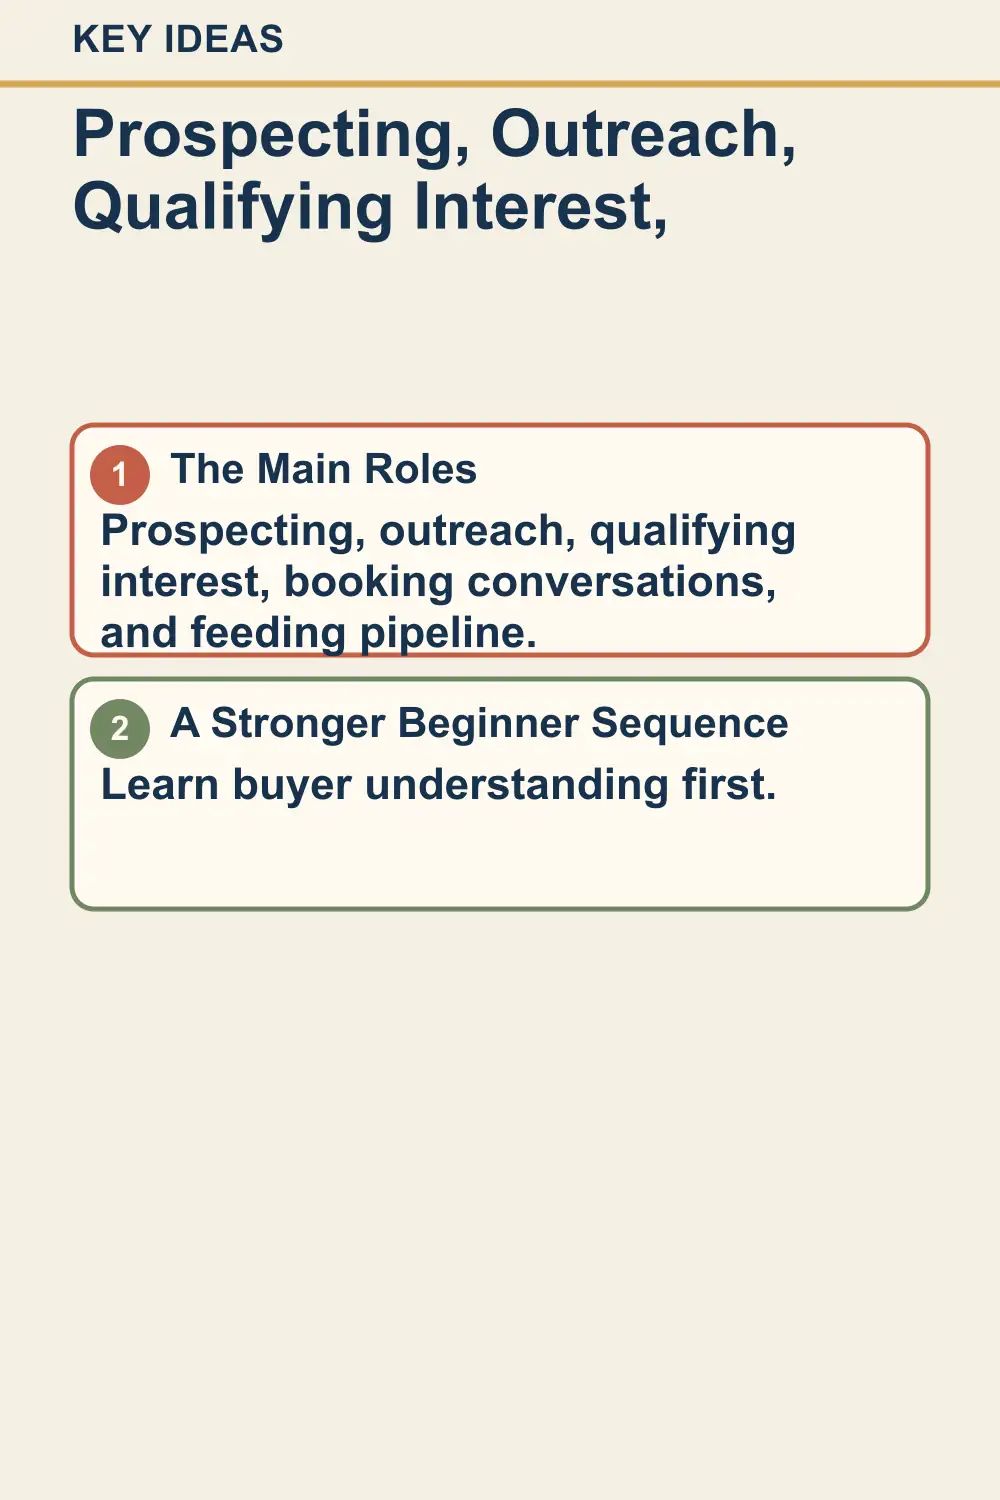 KEY IDEAS
Prospecting, Outreach,
Qualifying Interest,
1 The Main Roles
Prospecting, outreach, qualifying
interest, booking conversations,
and feeding pipeline.
2 A Stronger Beginner Sequence
Learn buyer understanding first.